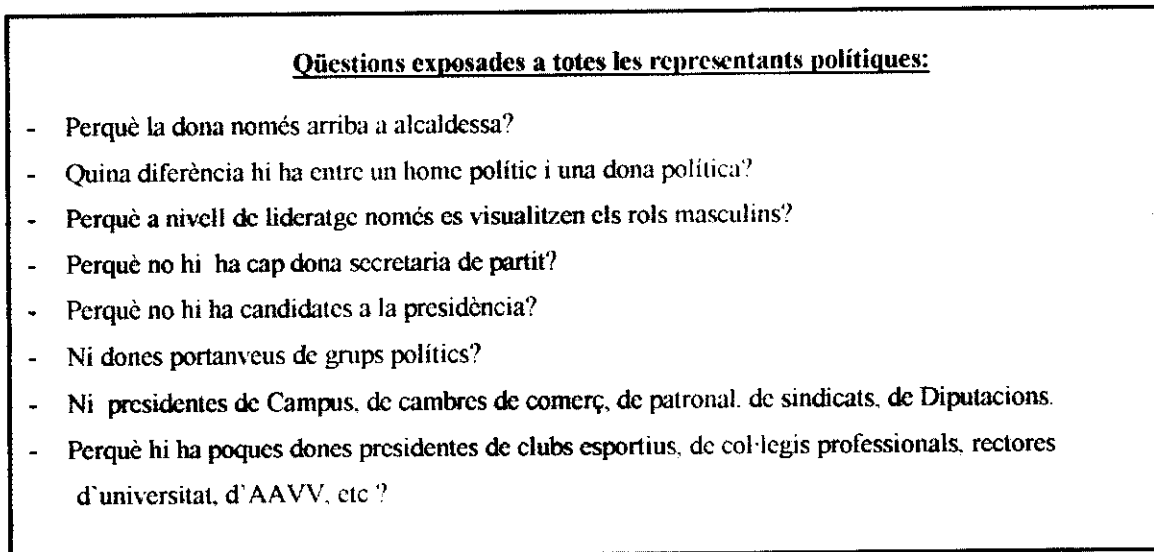 Qüestions exposades a totes les representants polítiques:
- Perquè la dona només arriba a alcaldessa?
- Quina diferència hi ha entre un home polític i una dona política?
- Perquè a nivell de lideratge només es visualitzen els rols masculins?
- Perquè no hi ha cap dona secretaria de partit?
- Perquè no hi ha candidates a la presidència?
- Ni dones portanveus de grups polítics?
- Ni presidentes de Campus, de cambres de comerç, de patronal. de sindicats, de Diputacions.
- Perquè hi ha poques dones presidentes de clubs esportius, de col·legis professionals, rectores
d`universitat, d`AAVV, etc ?